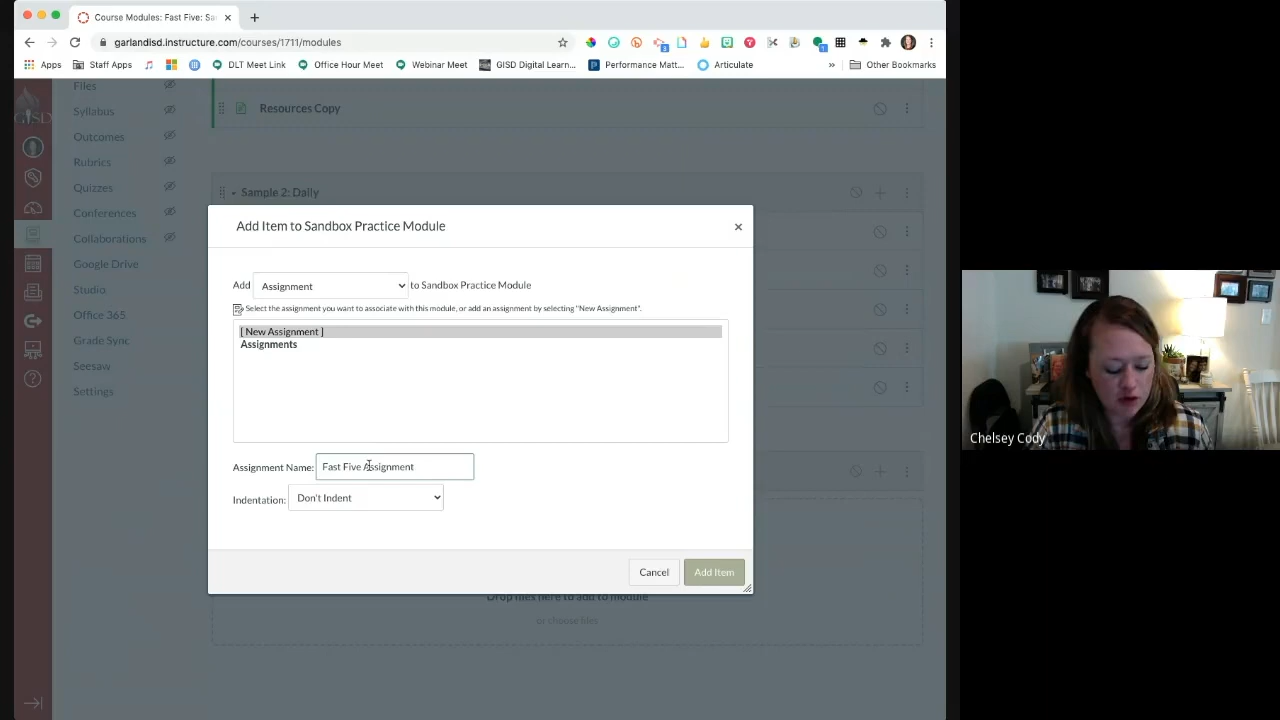 Course Modules: Fast Five: Sa
garlandisd.instructure.com/courses/1711/modules
Apps
Staff Apps
DLT Meet Link
Office Hour Meet
Webinar Meet
GISD Digital Learn...
Performance Matt...
Articulate
»
Other Bookmarks
Files
Syllabus
Outcomes
Rubrics
Quizzes
Conferences
Collaborations
Google Drive
Studio
Office 365
Grade Sync
Seesaw
Settings
GISD
Resources Copy
Sample 2: Daily
Add Item to Sandbox Practice Module
Add Assignment to Sandbox Practice Module
Select the assignment you want to associate with this module, or add an assignment by selecting "New Assignment".
[ New Assignment ]
Assignments
Assignment Name: Fast Five Assignment
Indentation: Don't Indent
Cancel
Add Item
Drop files here to add to module
or choose files
Chelsey Cody